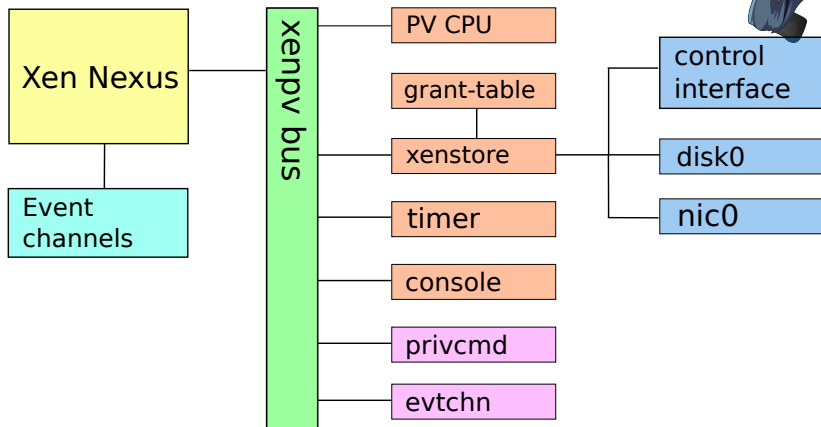 Xen Nexus
Event
channels
xenpv bus
PV CPU
grant-table
xenstore
timer
console
privcmd
evtchn
control
interface
disk0
nic0